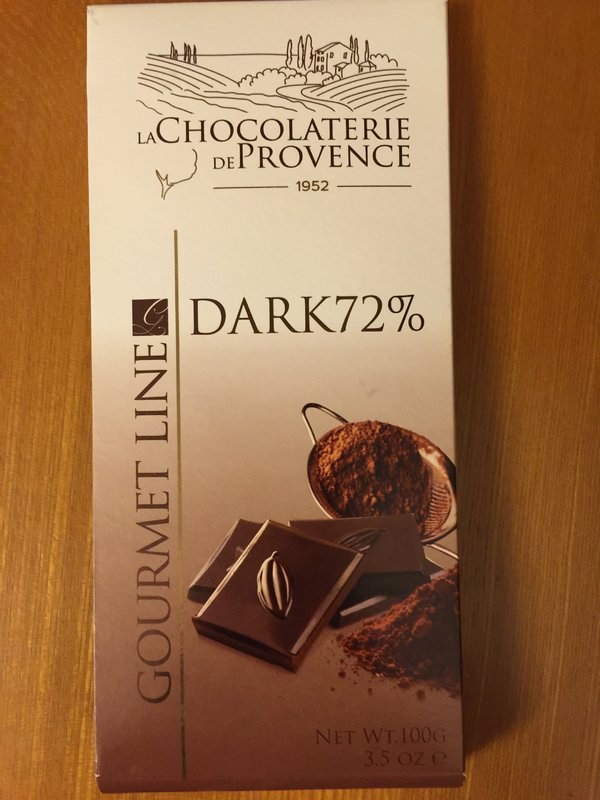 LA CHOCOLATERIE
DE PROVENCE
1952
G
DARK72%
GOURMET LINE
NET WT.100G
3.5 OZ ℮